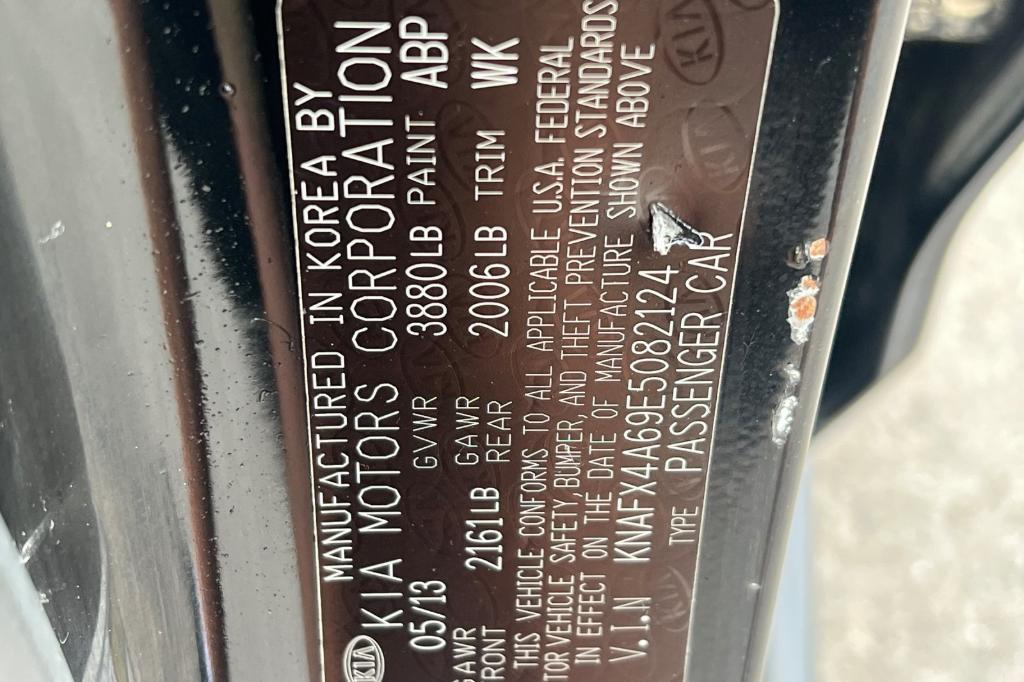 MANUFACTURED IN KOREA BY
KIA KIA MOTORS CORPORATION
05/13 GVWR 3880LB PAINT ABP
GAWR FRONT 2161LB GAWR REAR 2006LB TRIM WK
THIS VEHICLE CONFORMS TO ALL APPLICABLE U.S.A. FEDERAL
TOR VEHICLE SAFETY, BUMPER, AND THEFT PREVENTION STANDARDS
IN EFFECT ON THE DATE OF MANUFACTURE SHOWN ABOVE
V.I.N KNAFX4A69E5082124
TYPE PASSENGER CAR